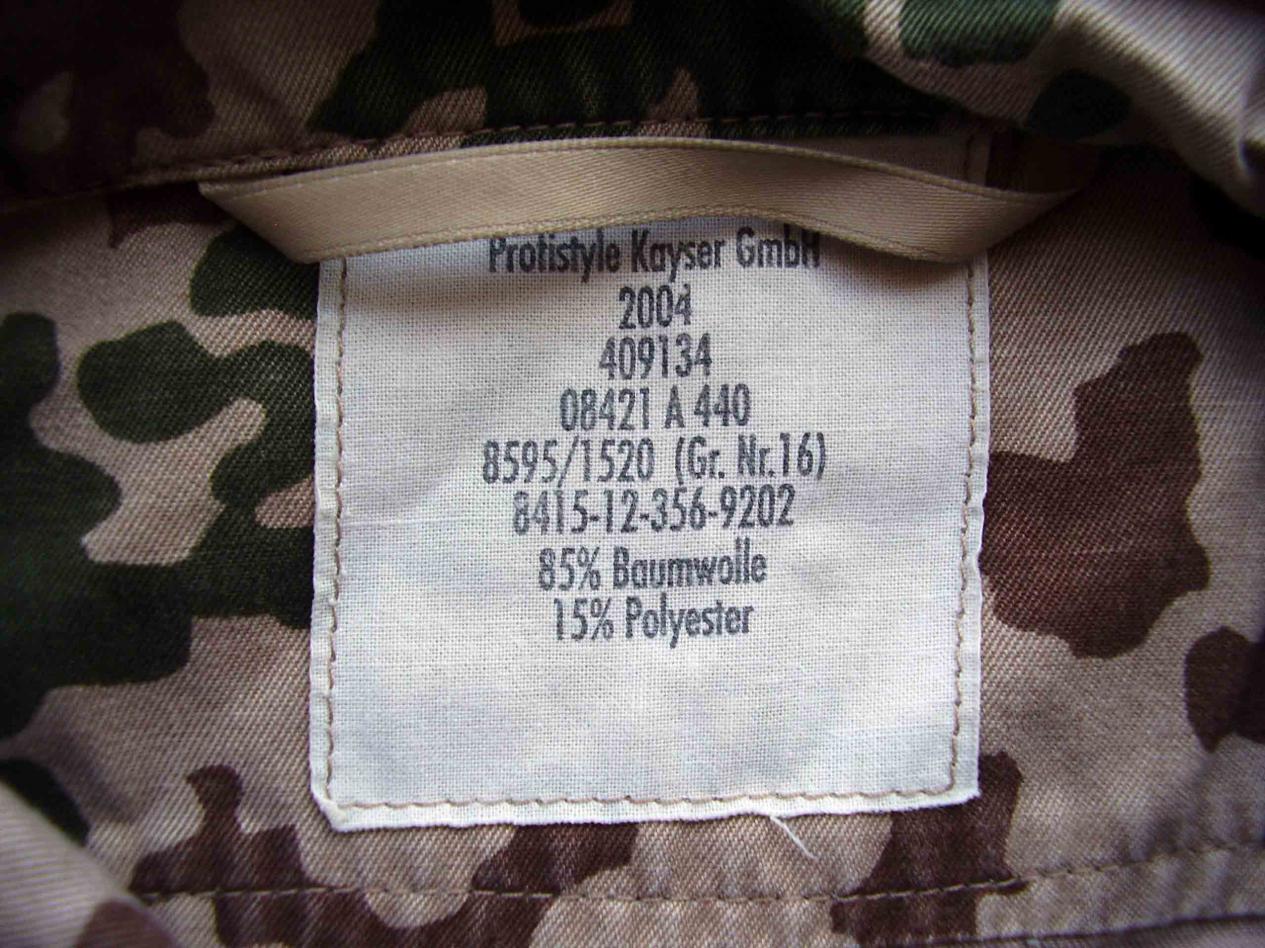 Profistyle Kayser GmbH
2004
409134
08421 A 440
8595/1520 (Gr. Nr.16)
8415-12-356-9202
85% Baumwolle
15% Polyester